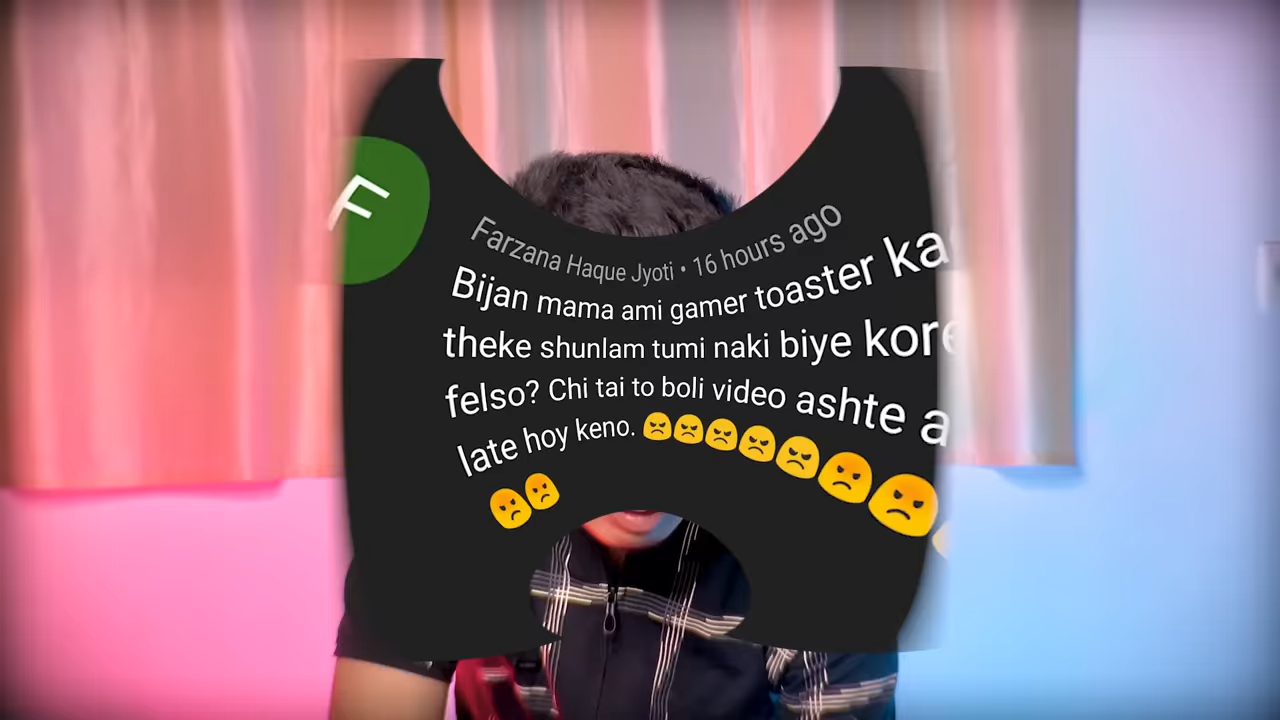 F
Farzana Haque Jyoti • 16 hours ago
Bijan mama ami gamer toaster
theke shunlam tumi naki biye kore
felso? Chi tai to boli video ashte
late hoy keno. 😠😠😠😠😠😠😠
😠😠